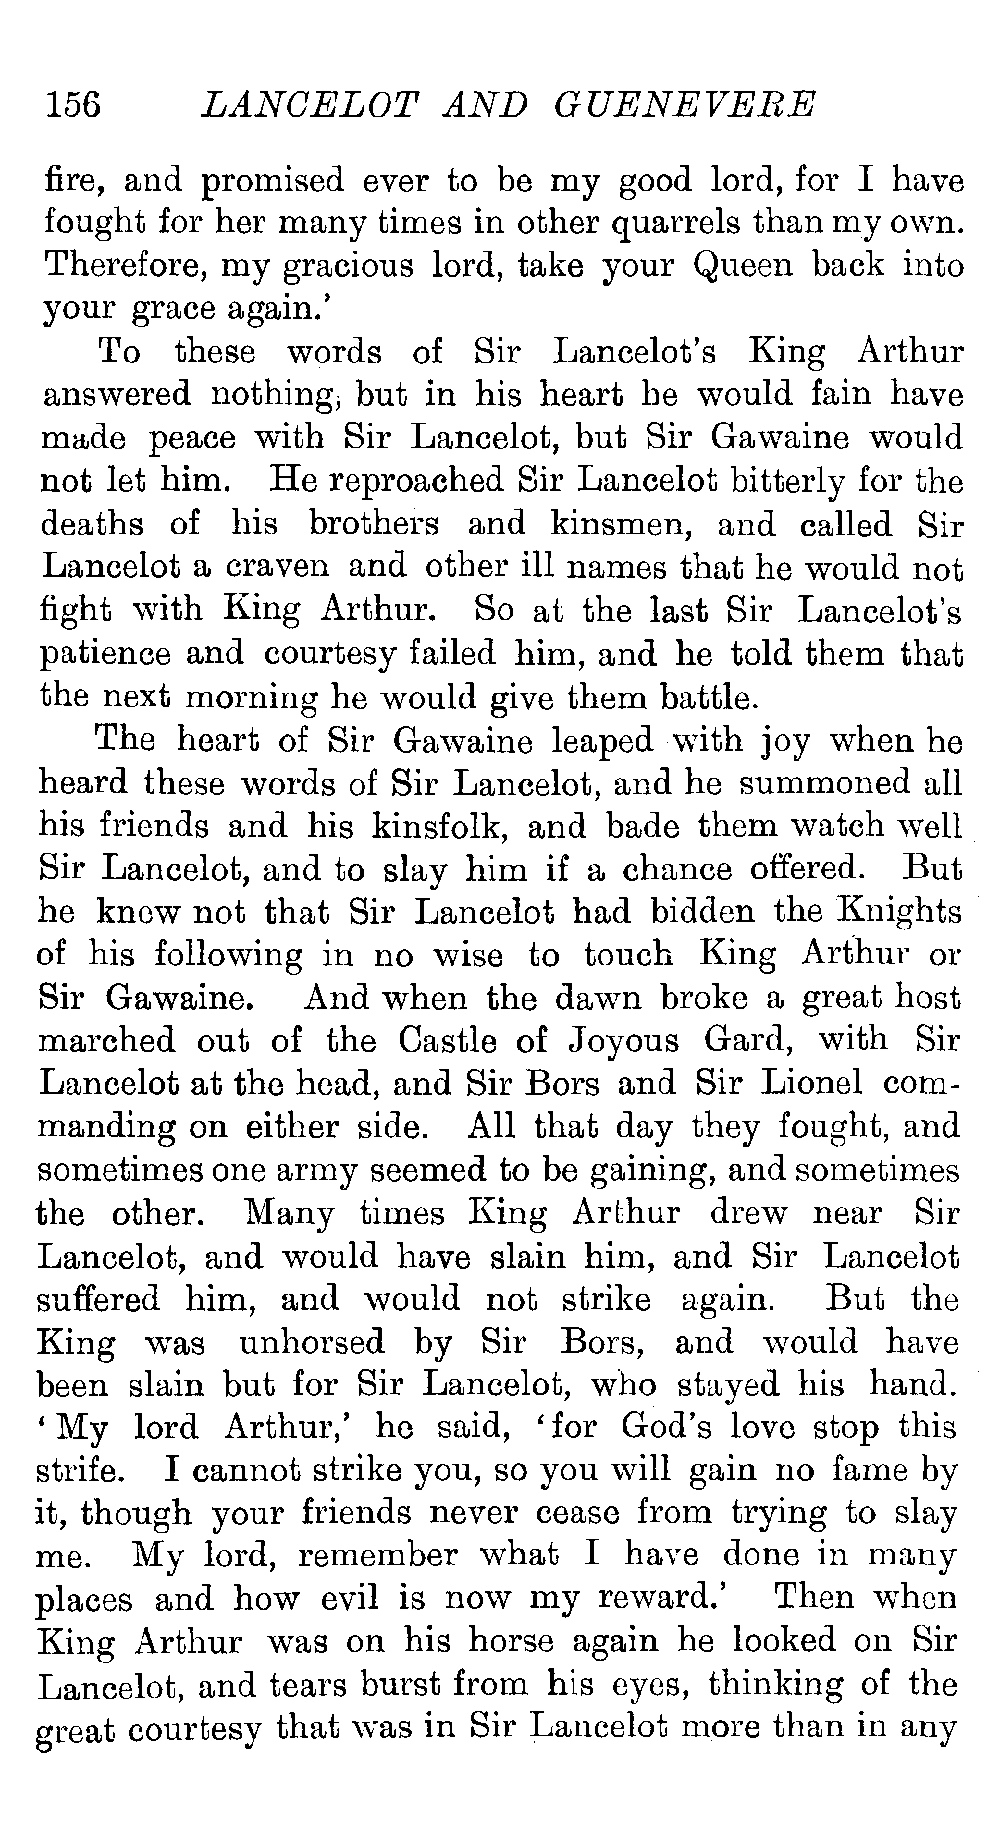 156 LANCELOT AND GUENEVERE
fire, and promised ever to be my good lord, for I have
fought for her many times in other quarrels than my own.
Therefore, my gracious lord, take your Queen back into
your grace again.’
To these words of Sir Lancelot’s King Arthur
answered nothing; but in his heart he would fain have
made peace with Sir Lancelot, but Sir Gawaine would
not let him. He reproached Sir Lancelot bitterly for the
deaths of his brothers and kinsmen, and called Sir
Lancelot a craven and other ill names that he would not
fight with King Arthur. So at the last Sir Lancelot’s
patience and courtesy failed him, and he told them that
the next morning he would give them battle.
The heart of Sir Gawaine leaped with joy when he
heard these words of Sir Lancelot, and he summoned all
his friends and his kinsfolk, and bade them watch well
Sir Lancelot, and to slay him if a chance offered. But
he knew not that Sir Lancelot had bidden the Knights
of his following in no wise to touch King Arthur or
Sir Gawaine. And when the dawn broke a great host
marched out of the Castle of Joyous Gard, with Sir
Lancelot at the head, and Sir Bors and Sir Lionel com-
manding on either side. All that day they fought, and
sometimes one army seemed to be gaining, and sometimes
the other. Many times King Arthur drew near Sir
Lancelot, and would have slain him, and Sir Lancelot
suffered him, and would not strike again. But the
King was unhorsed by Sir Bors, and would have
been slain but for Sir Lancelot, who stayed his hand.
‘My lord Arthur,’ he said, ‘for God’s love stop this
strife. I cannot strike you, so you will gain no fame by
it, though your friends never cease from trying to slay
me. My lord, remember what I have done in many
places and how evil is now my reward.’ Then when
King Arthur was on his horse again he looked on Sir
Lancelot, and tears burst from his eyes, thinking of the
great courtesy that was in Sir Lancelot more than in any